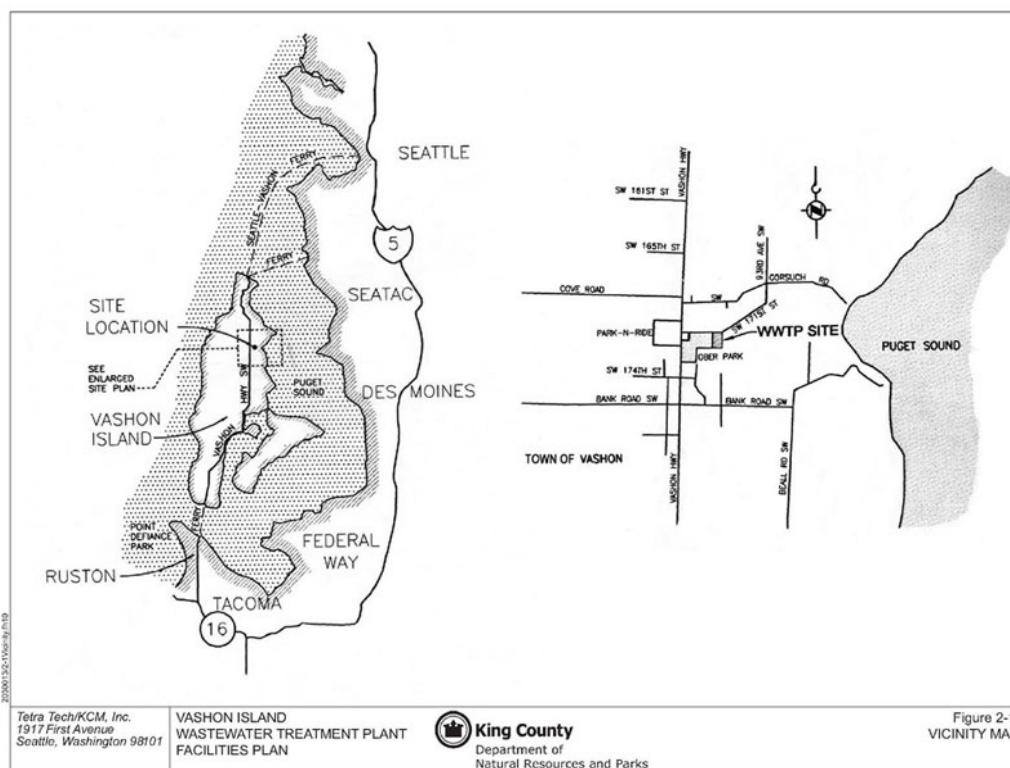 SEATTLE
FERRY
SEATTLE-VASHON
FERRY
5
SEATAC
SITE
LOCATION
SEE
ENLARGED
SITE PLAN
HWY SW
PUGET
SOUND
DES MOINES
VASHON
ISLAND
VASHON
FERRY
POINT
DEFIANCE
PARK
FEDERAL
WAY
RUSTON
TACOMA
16
VASHON HWY
SW 161ST ST
SW 165TH ST
93RD AVE SW
GORSUCH RD
COVE ROAD
SW
SW 171ST ST
PARK-N-RIDE
WWTP SITE
PUGET SOUND
OBER PARK
SW 174TH ST
BANK ROAD SW
BANK ROAD SW
TOWN OF VASHON
VASHON HWY
BEALL RD SW
Tetra Tech/KCM, Inc.
1917 First Avenue
Seattle, Washington 98101
VASHON ISLAND
WASTEWATER TREATMENT PLANT
FACILITIES PLAN
King County
Department of
Natural Resources and Parks
Figure 2-
VICINITY MA